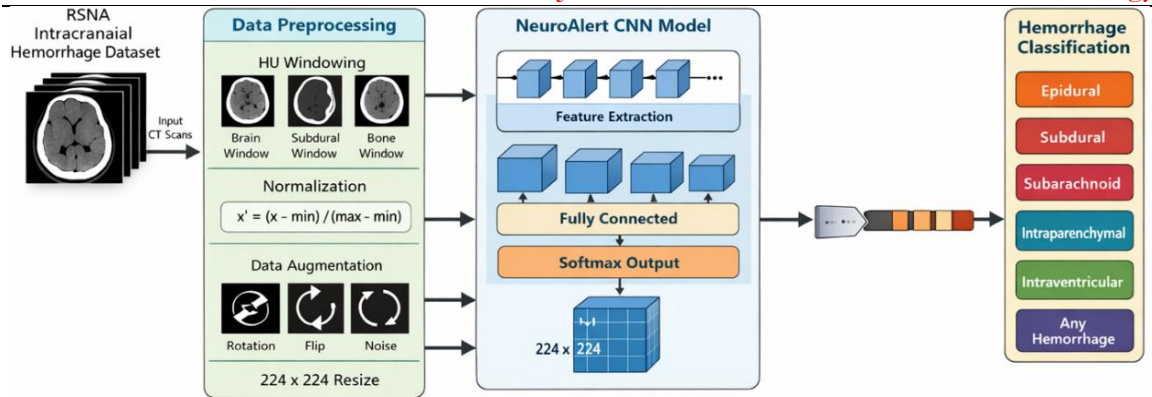 RSNA
Intracranaial
Hemorrhage Dataset
Input
CT Scans
Data Preprocessing
HU Windowing
Brain
Window
Subdural
Window
Bone
Window
Normalization
x' = (x - min) / (max - min)
Data Augmentation
Rotation
Flip
Noise
224 x 224 Resize
NeuroAlert CNN Model
Feature Extraction
Fully Connected
Softmax Output
224 x 224
Hemorrhage
Classification
Epidural
Subdural
Subarachnoid
Intraparenchymal
Intraventricular
Any
Hemorrhage